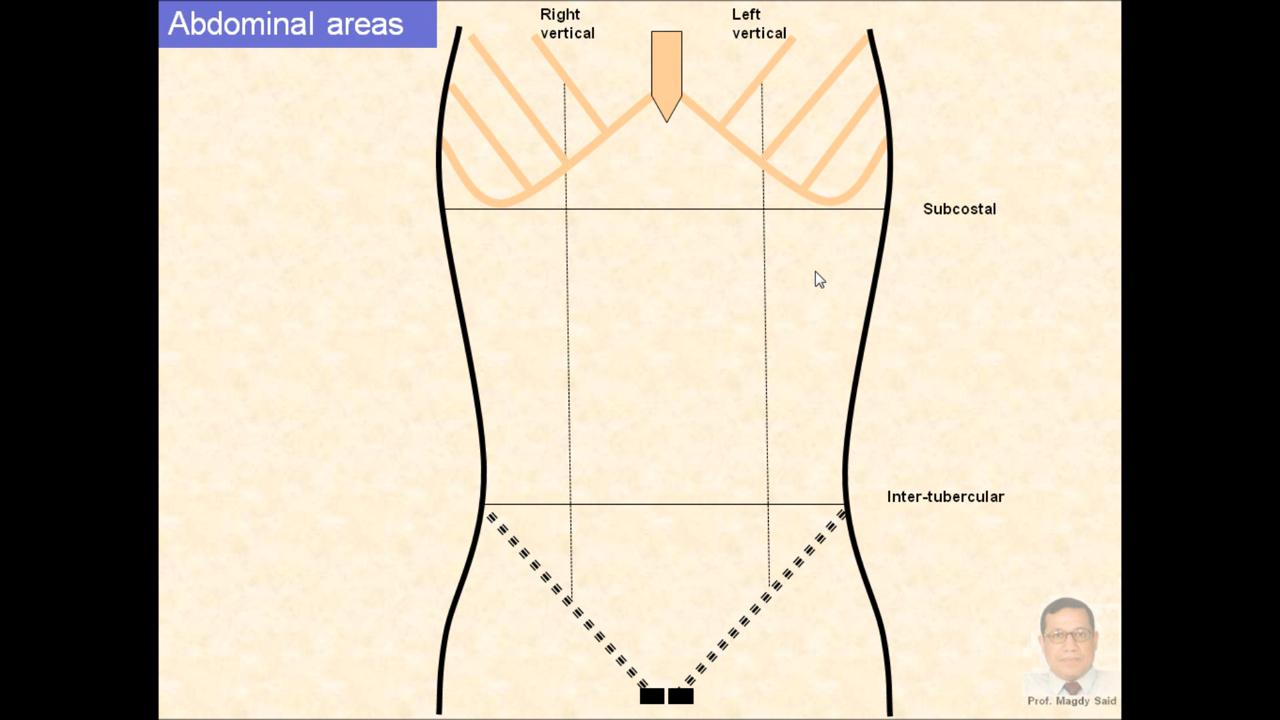 Abdominal areas
Right
vertical
Left
vertical
Subcostal
Inter-tubercular
Prof. Magdy Said